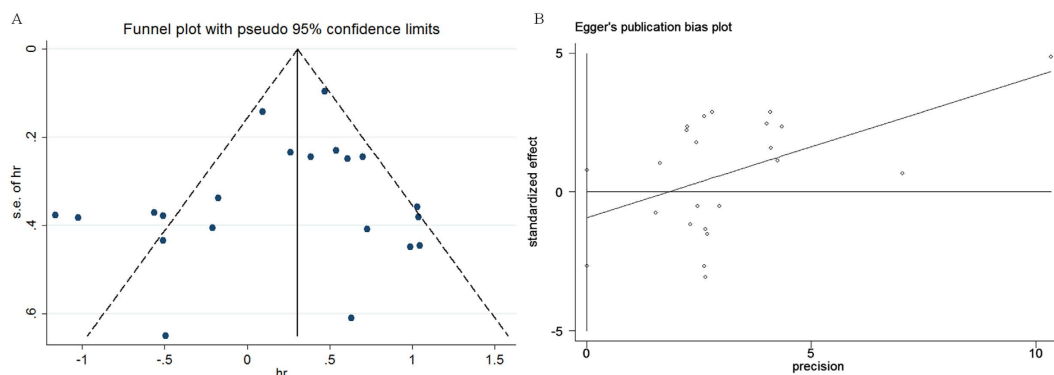 A
Funnel plot with pseudo 95% confidence limits
s.e. of hr
0
.2
.4
.6
-1
-.5
0
.5
1
1.5
hr
B
Egger's publication bias plot
standardized effect
5
0
-5
0
5
10
precision